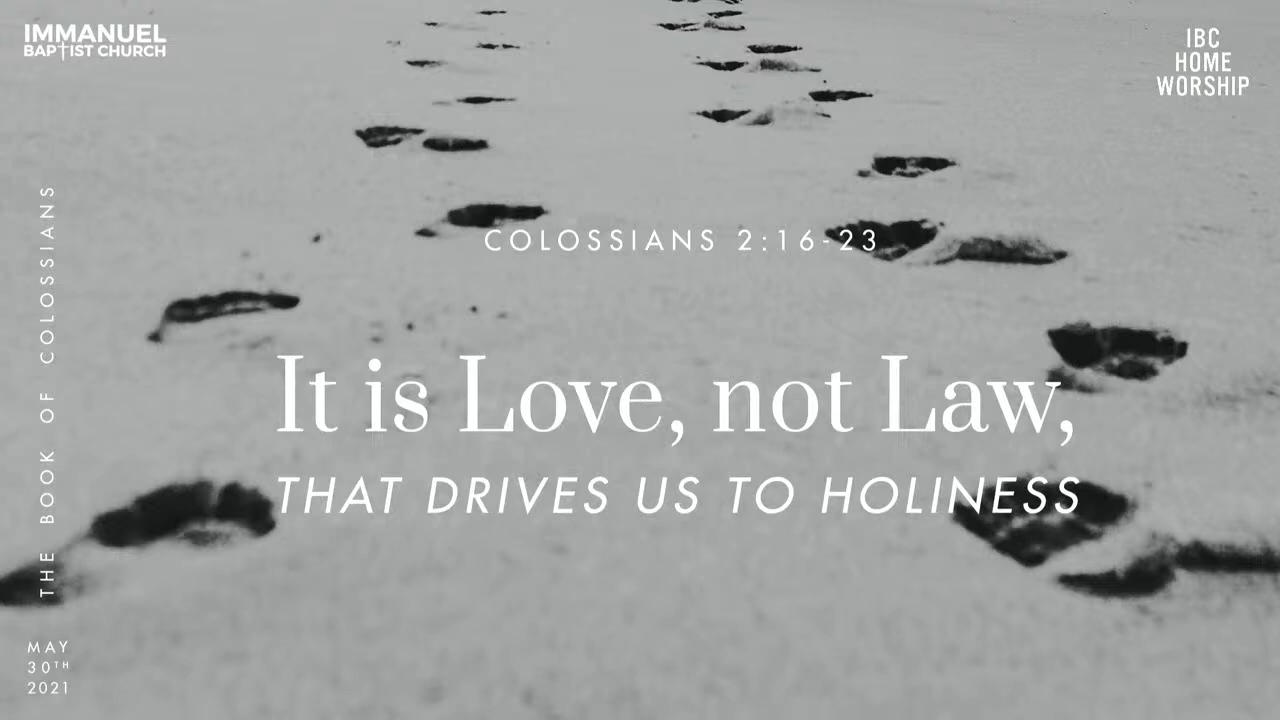 IMMANUEL
BAPTIST CHURCH
IBC
HOME
WORSHIP
COLOSSIANS 2:16-23
It is Love, not Law,
THAT DRIVES US TO HOLINESS
THE BOOK OF COLOSSIANS
MAY
30TH
2021